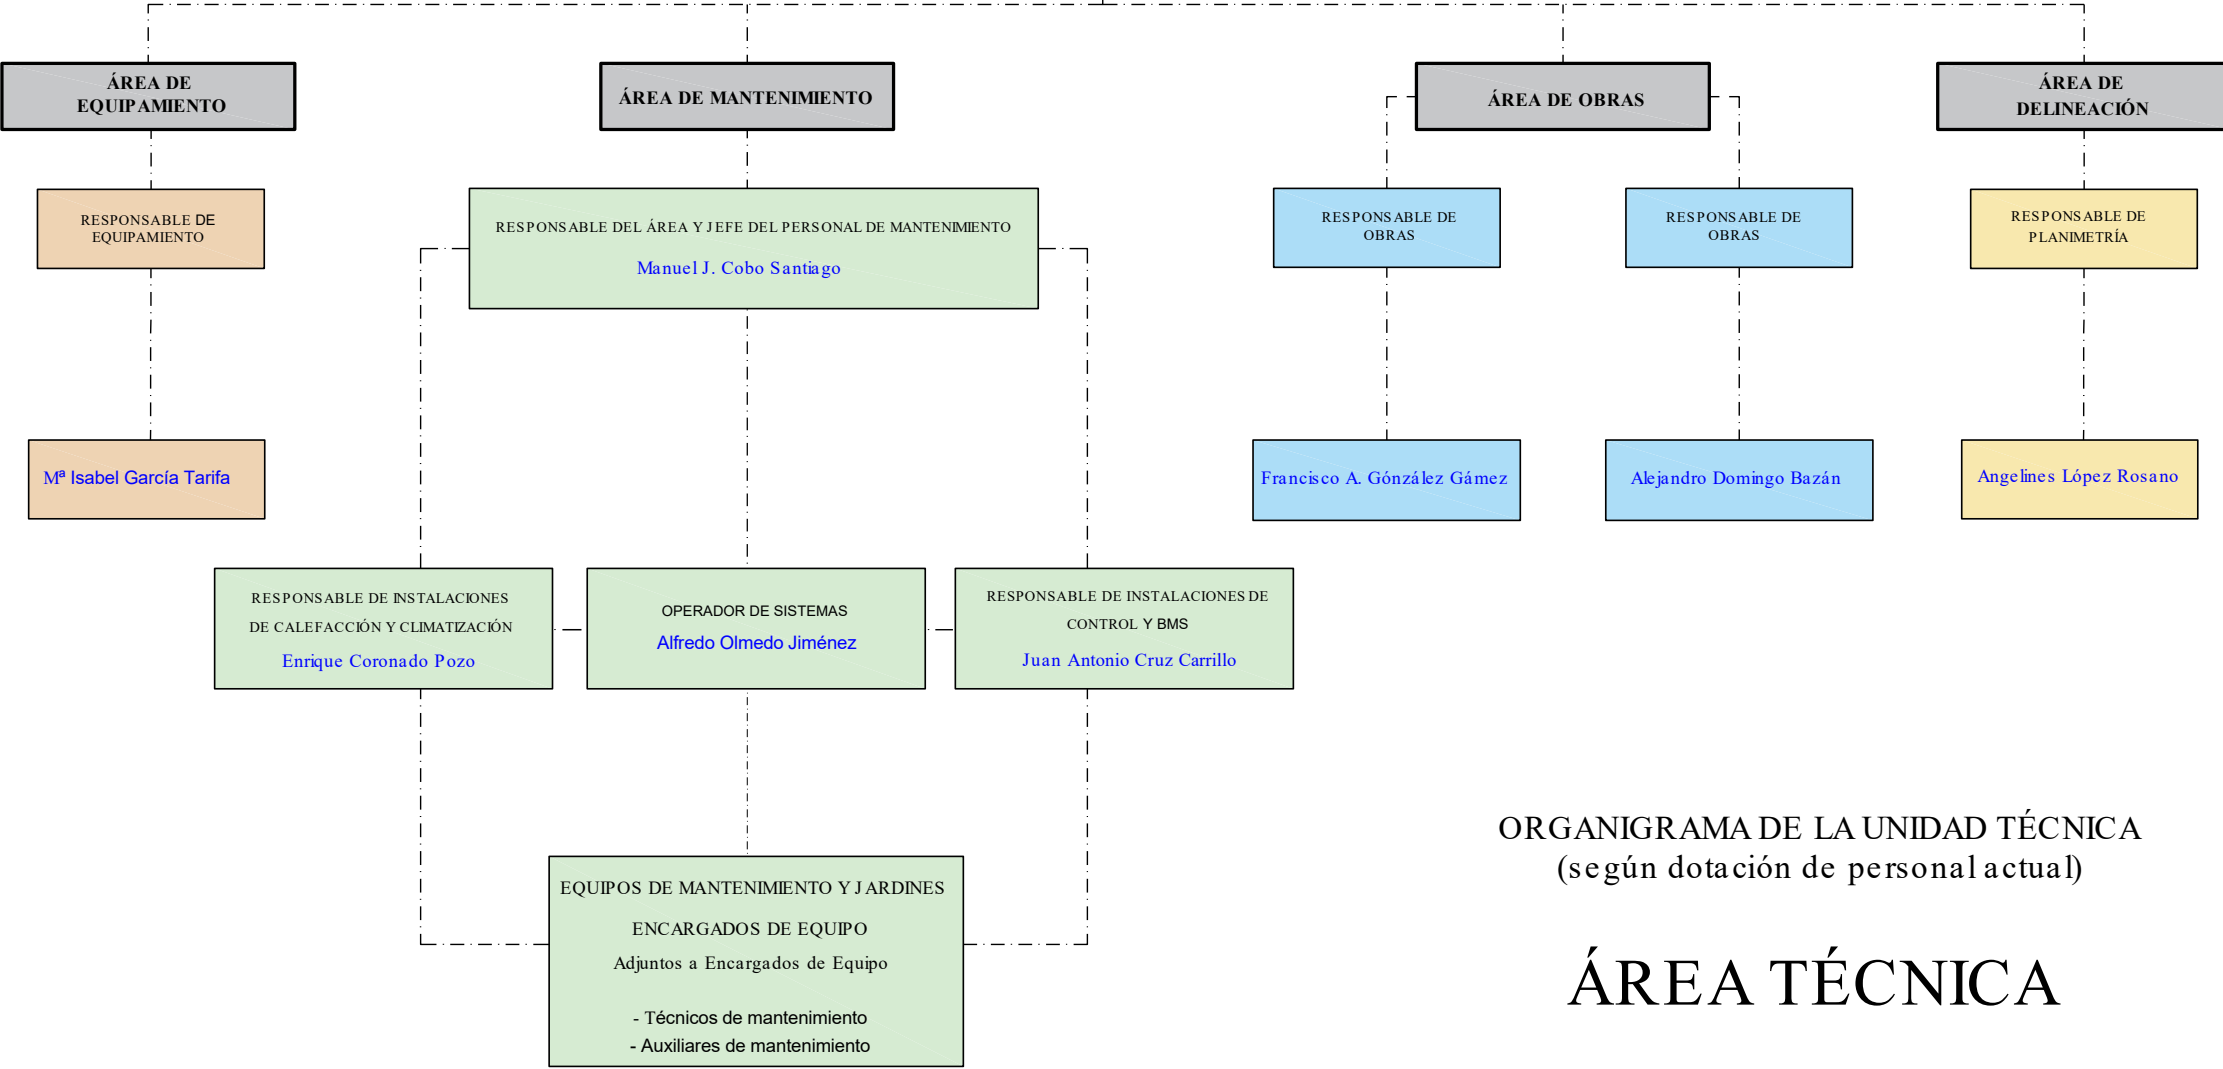 ÁREA DE
EQUIPAMIENTO
ÁREA DE MANTENIMIENTO
ÁREA DE OBRAS
ÁREA DE
DELINEACIÓN
RESPONSABLE DE
EQUIPAMIENTO
RESPONSABLE DEL ÁREA Y JEFE DEL PERSONAL DE MANTENIMIENTO
Manuel J. Cobo Santiago
RESPONSABLE DE
OBRAS
RESPONSABLE DE
OBRAS
RESPONSABLE DE
PLANIMETRÍA
Mª Isabel García Tarifa
Francisco A. Gónzález Gámez
Alejandro Domingo Bazán
Angelines López Rosano
RESPONSABLE DE INSTALACIONES
DE CALEFACCIÓN Y CLIMATIZACIÓN
Enrique Coronado Pozo
OPERADOR DE SISTEMAS
Alfredo Olmedo Jiménez
RESPONSABLE DE INSTALACIONES DE
CONTROL Y BMS
Juan Antonio Cruz Carrillo
EQUIPOS DE MANTENIMIENTO Y JARDINES
ENCARGADOS DE EQUIPO
Adjuntos a Encargados de Equipo
- Técnicos de mantenimiento
- Auxiliares de mantenimiento
ORGANIGRAMA DE LA UNIDAD TÉCNICA
(según dotación de personal actual)
ÁREA TÉCNICA